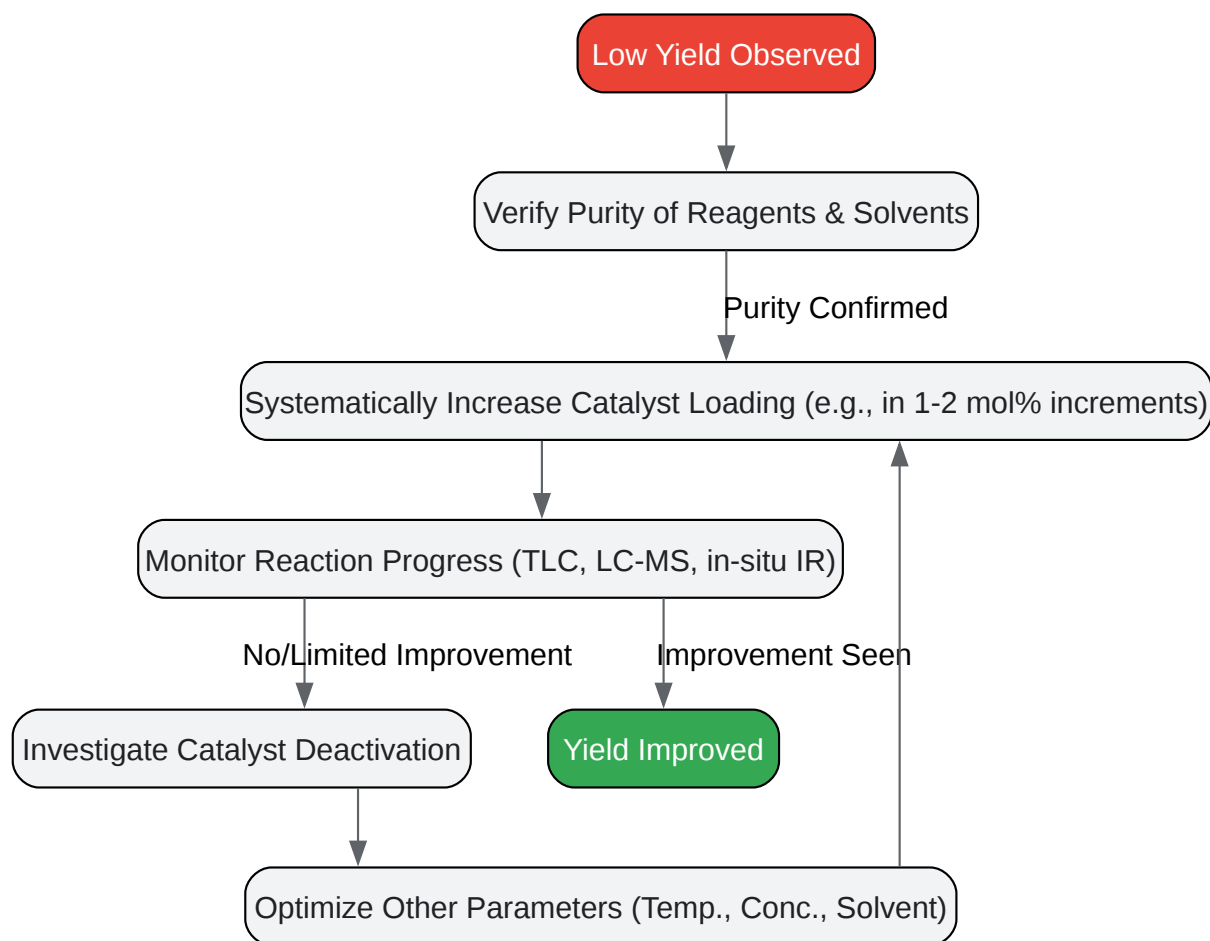 Low Yield Observed
Verify Purity of Reagents & Solvents
Purity Confirmed
Systematically Increase Catalyst Loading (e.g., in 1-2 mol% increments)
Monitor Reaction Progress (TLC, LC-MS, in-situ IR)
No/Limited Improvement
Improvement Seen
Investigate Catalyst Deactivation
Yield Improved
Optimize Other Parameters (Temp., Conc., Solvent)